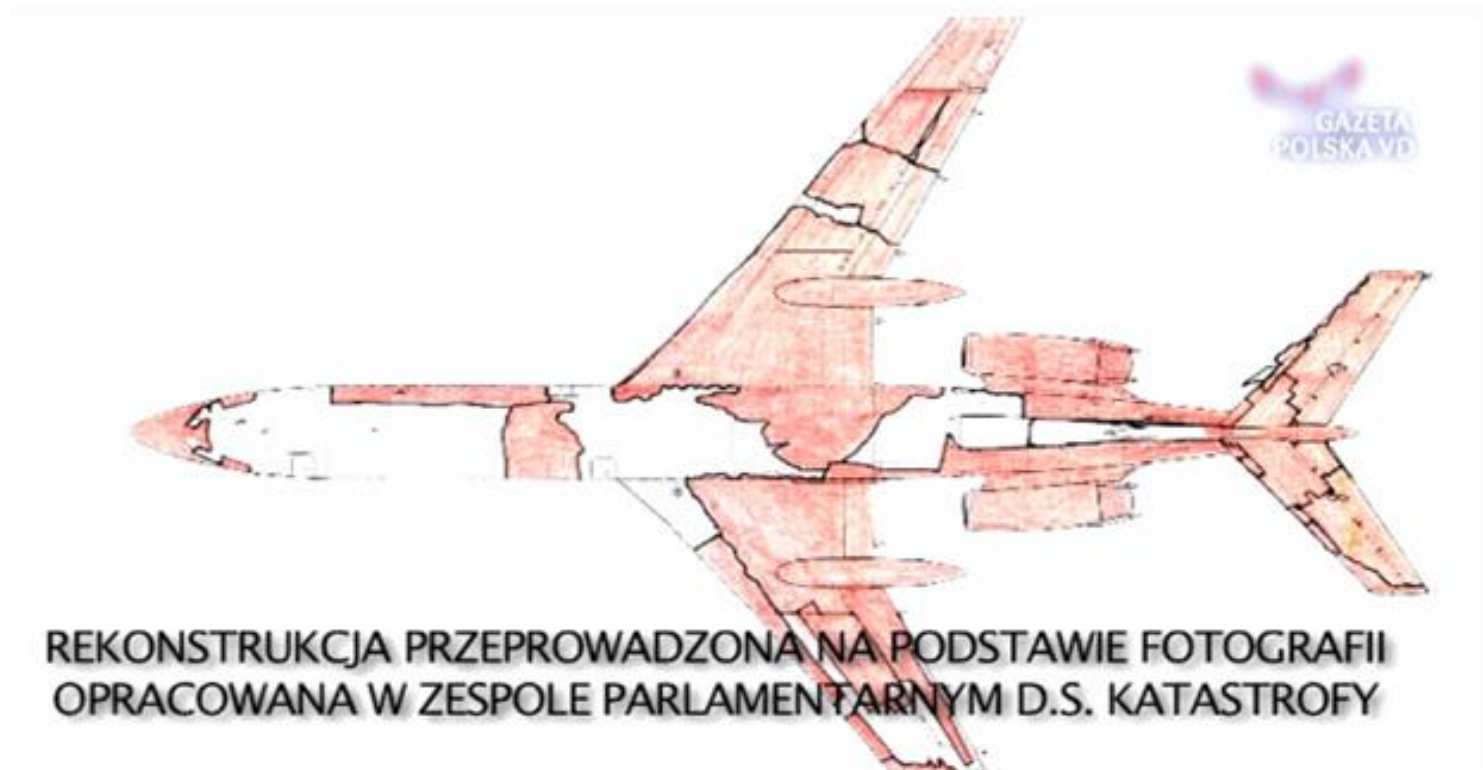 GAZETA
POLSKA VD
REKONSTRUKCJA PRZEPROWADZONA NA PODSTAWIE FOTOGRAFII
OPRACOWANA W ZESPOLE PARLAMENTARNYM D.S. KATASTROFY